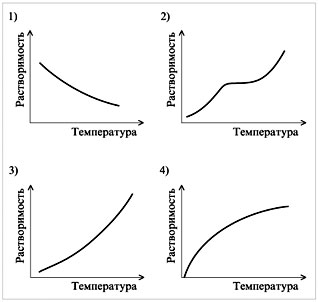 1)
Растворимость
Температура
2)
Растворимость
Температура
3)
Растворимость
Температура
4)
Растворимость
Температура